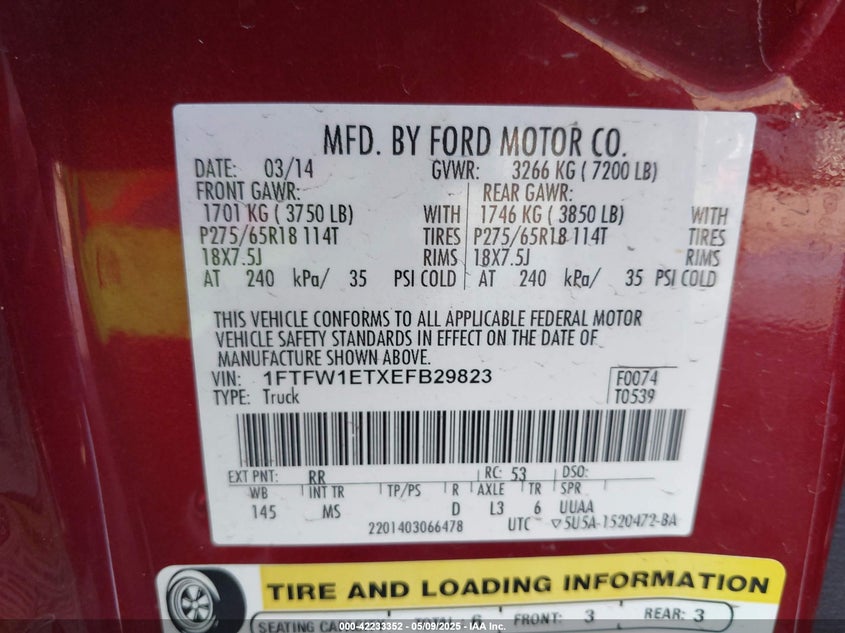 MFD. BY FORD MOTOR CO.
DATE: 03/14 GVWR: 3266 KG ( 7200 LB)
FRONT GAWR: REAR GAWR:
1701 KG ( 3750 LB) WITH 1746 KG ( 3850 LB) WITH
P275/65R18 114T TIRES P275/65R18 114T TIRES
18X7.5J RIMS 18X7.5J RIMS
AT 240 kPa/ 35 PSI COLD AT 240 kPa/ 35 PSI COLD
THIS VEHICLE CONFORMS TO ALL APPLICABLE FEDERAL MOTOR
VEHICLE SAFETY STANDARDS IN EFFECT ON THE DATE OF
MANUFACTURE SHOWN ABOVE.
VIN: 1FTFW1ETXEFB29823 F0074
TYPE: Truck T0539
EXT PNT: RR RC: 53 DSO:
WB INT TR TP/PS R AXLE TR SPR
145 MS D L3 6 UUAA
2201403066478 UTC ▽5U5A-1520472-BA
TIRE AND LOADING INFORMATION
SEATING TOTAL 6 FRONT: 3 REAR: 3
000-42233352 - 05/09/2025 - IAA Inc.